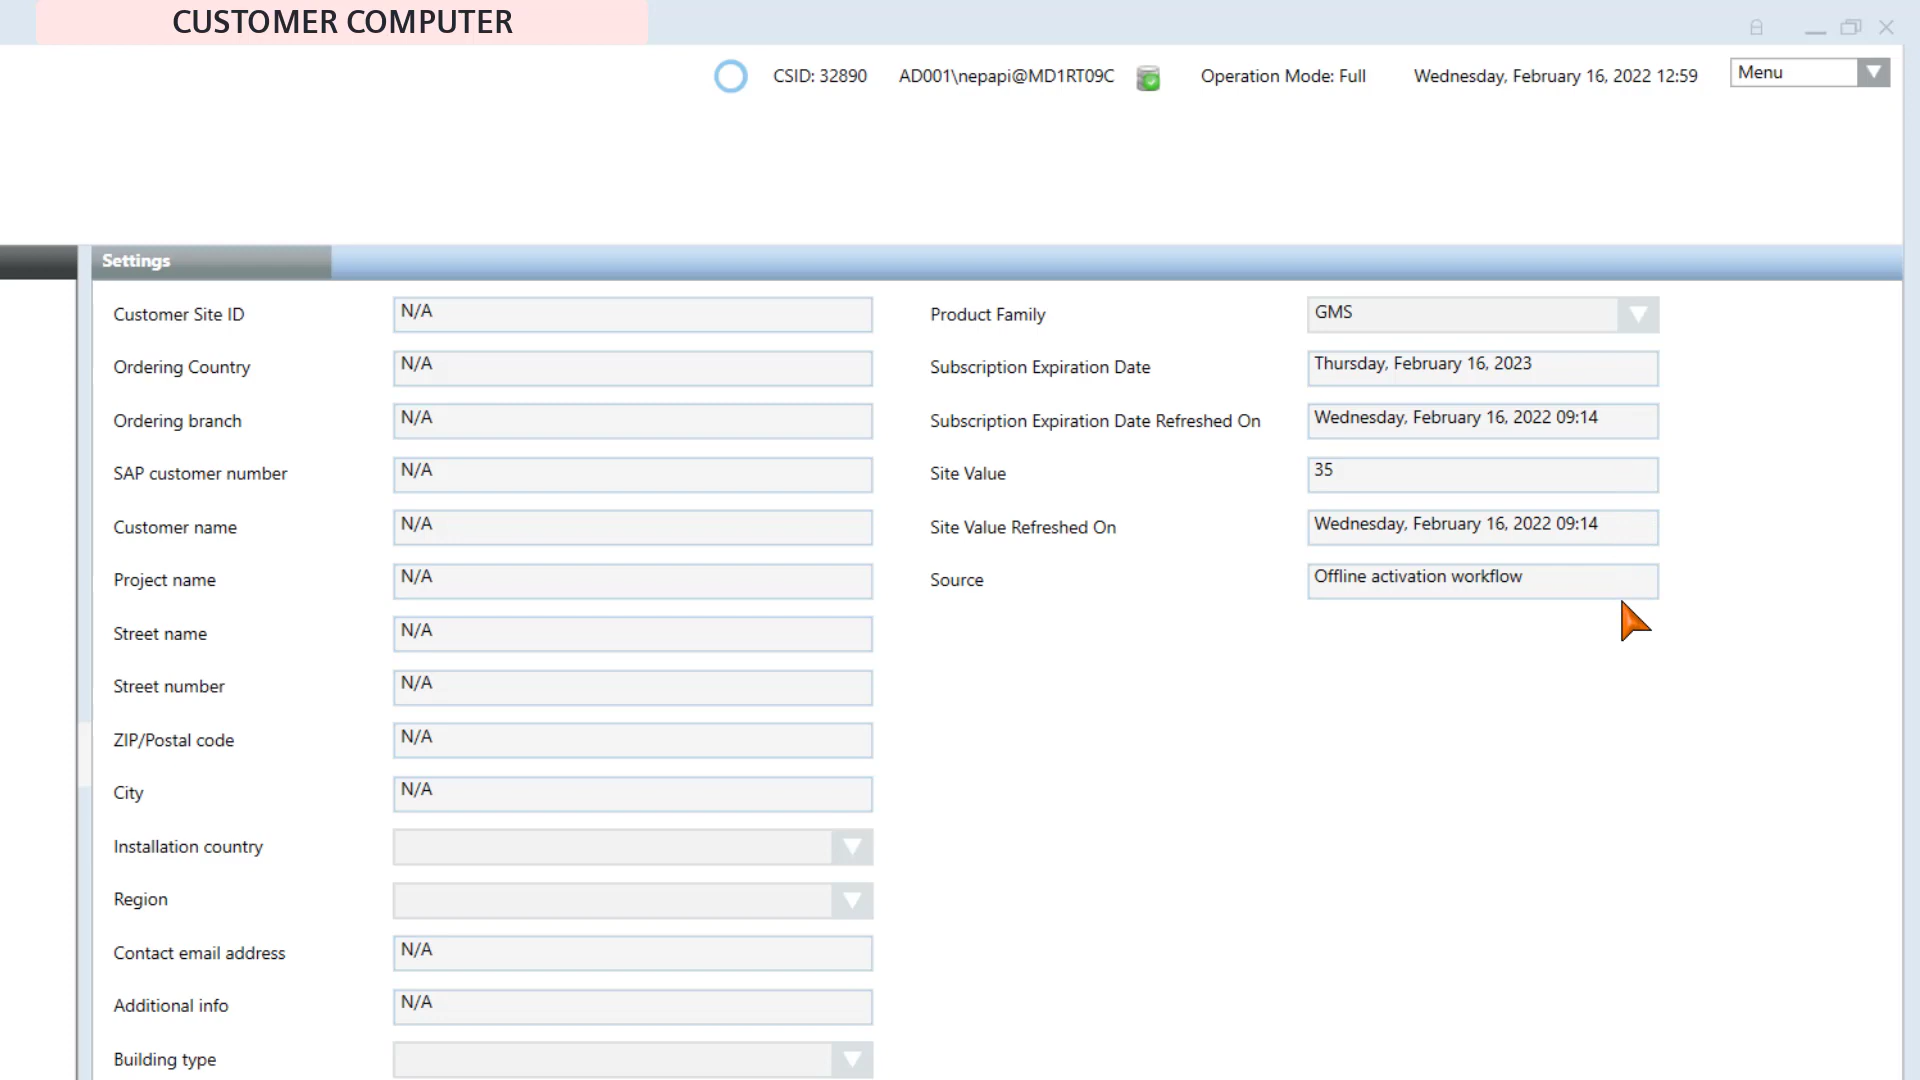 CUSTOMER COMPUTER
CSID: 32890 AD001\nepapi@MD1RT09C Operation Mode: Full Wednesday, February 16, 2022 12:59 Menu
Settings
Customer Site ID N/A Product Family GMS
Ordering Country N/A Subscription Expiration Date Thursday, February 16, 2023
Ordering branch N/A Subscription Expiration Date Refreshed On Wednesday, February 16, 2022 09:14
SAP customer number N/A Site Value 35
Customer name N/A Site Value Refreshed On Wednesday, February 16, 2022 09:14
Project name N/A Source Offline activation workflow
Street name N/A
Street number N/A
ZIP/Postal code N/A
City N/A
Installation country
Region
Contact email address N/A
Additional info N/A
Building type